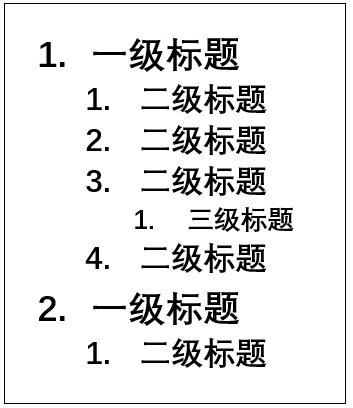 1. 一级标题
1. 二级标题
2. 二级标题
3. 二级标题
1. 三级标题
4. 二级标题
2. 一级标题
1. 二级标题